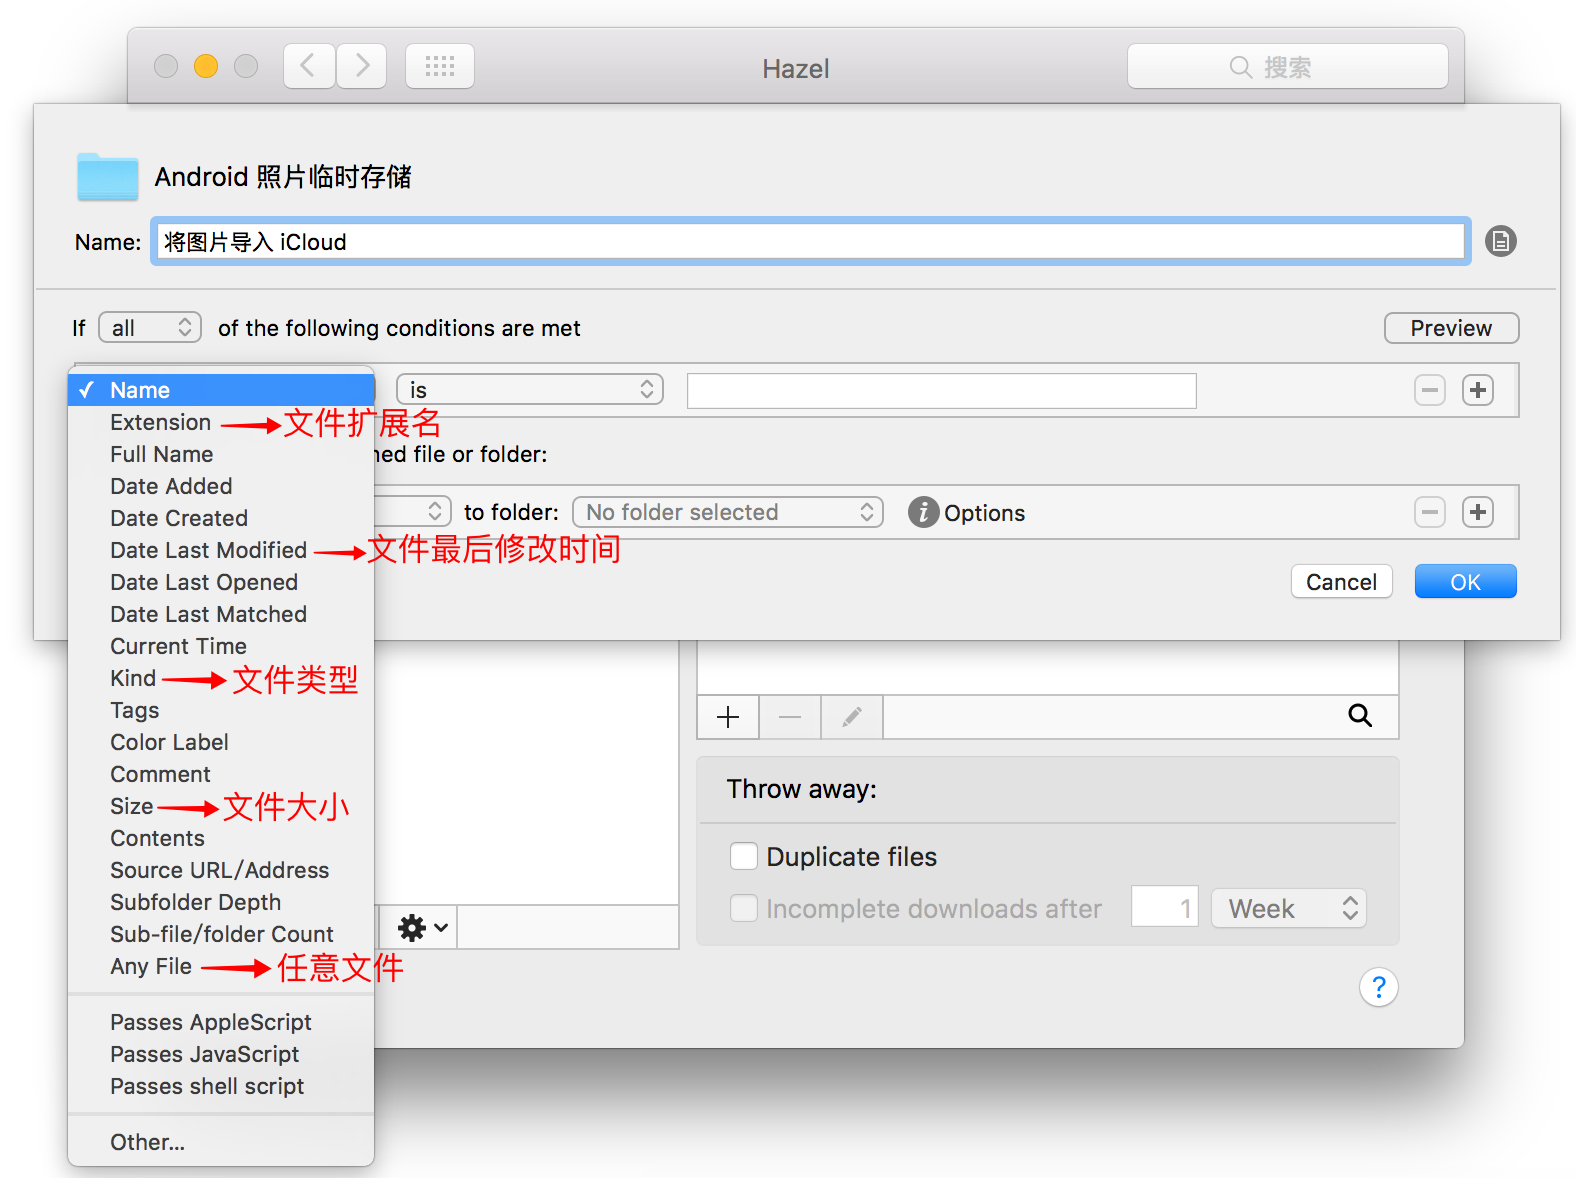 Hazel
搜索
Android 照片临时存储
Name: 将图片导入 iCloud
If all of the following conditions are met Preview
Name is
Extension 文件扩展名
Full Name
ned file or folder:
Date Added
to folder: No folder selected Options
Date Created
Date Last Modified 文件最后修改时间
Date Last Opened
Cancel OK
Date Last Matched
Current Time
Kind 文件类型
Tags
Color Label
Comment
Size 文件大小
Contents
Source URL/Address
Subfolder Depth
Sub-file/folder Count
Any File 任意文件
Passes AppleScript
Passes JavaScript
Passes shell script
Other...
Throw away:
Duplicate files
Incomplete downloads after 1 Week
?